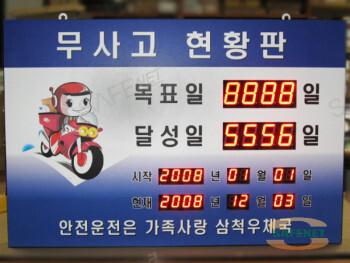 무사고 현황판
목표일 8888 일
달성일 5556 일
시작 2008 년 01 월 01 일
현재 2008 년 12 월 03 일
안전운전은 가족사랑 삼척우체국
SAFENET